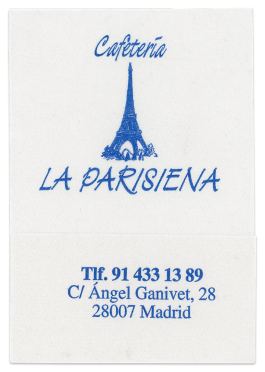 Cafetería
LA PARISIENA
Tlf. 91 433 13 89
C/ Ángel Ganivet, 28
28007 Madrid